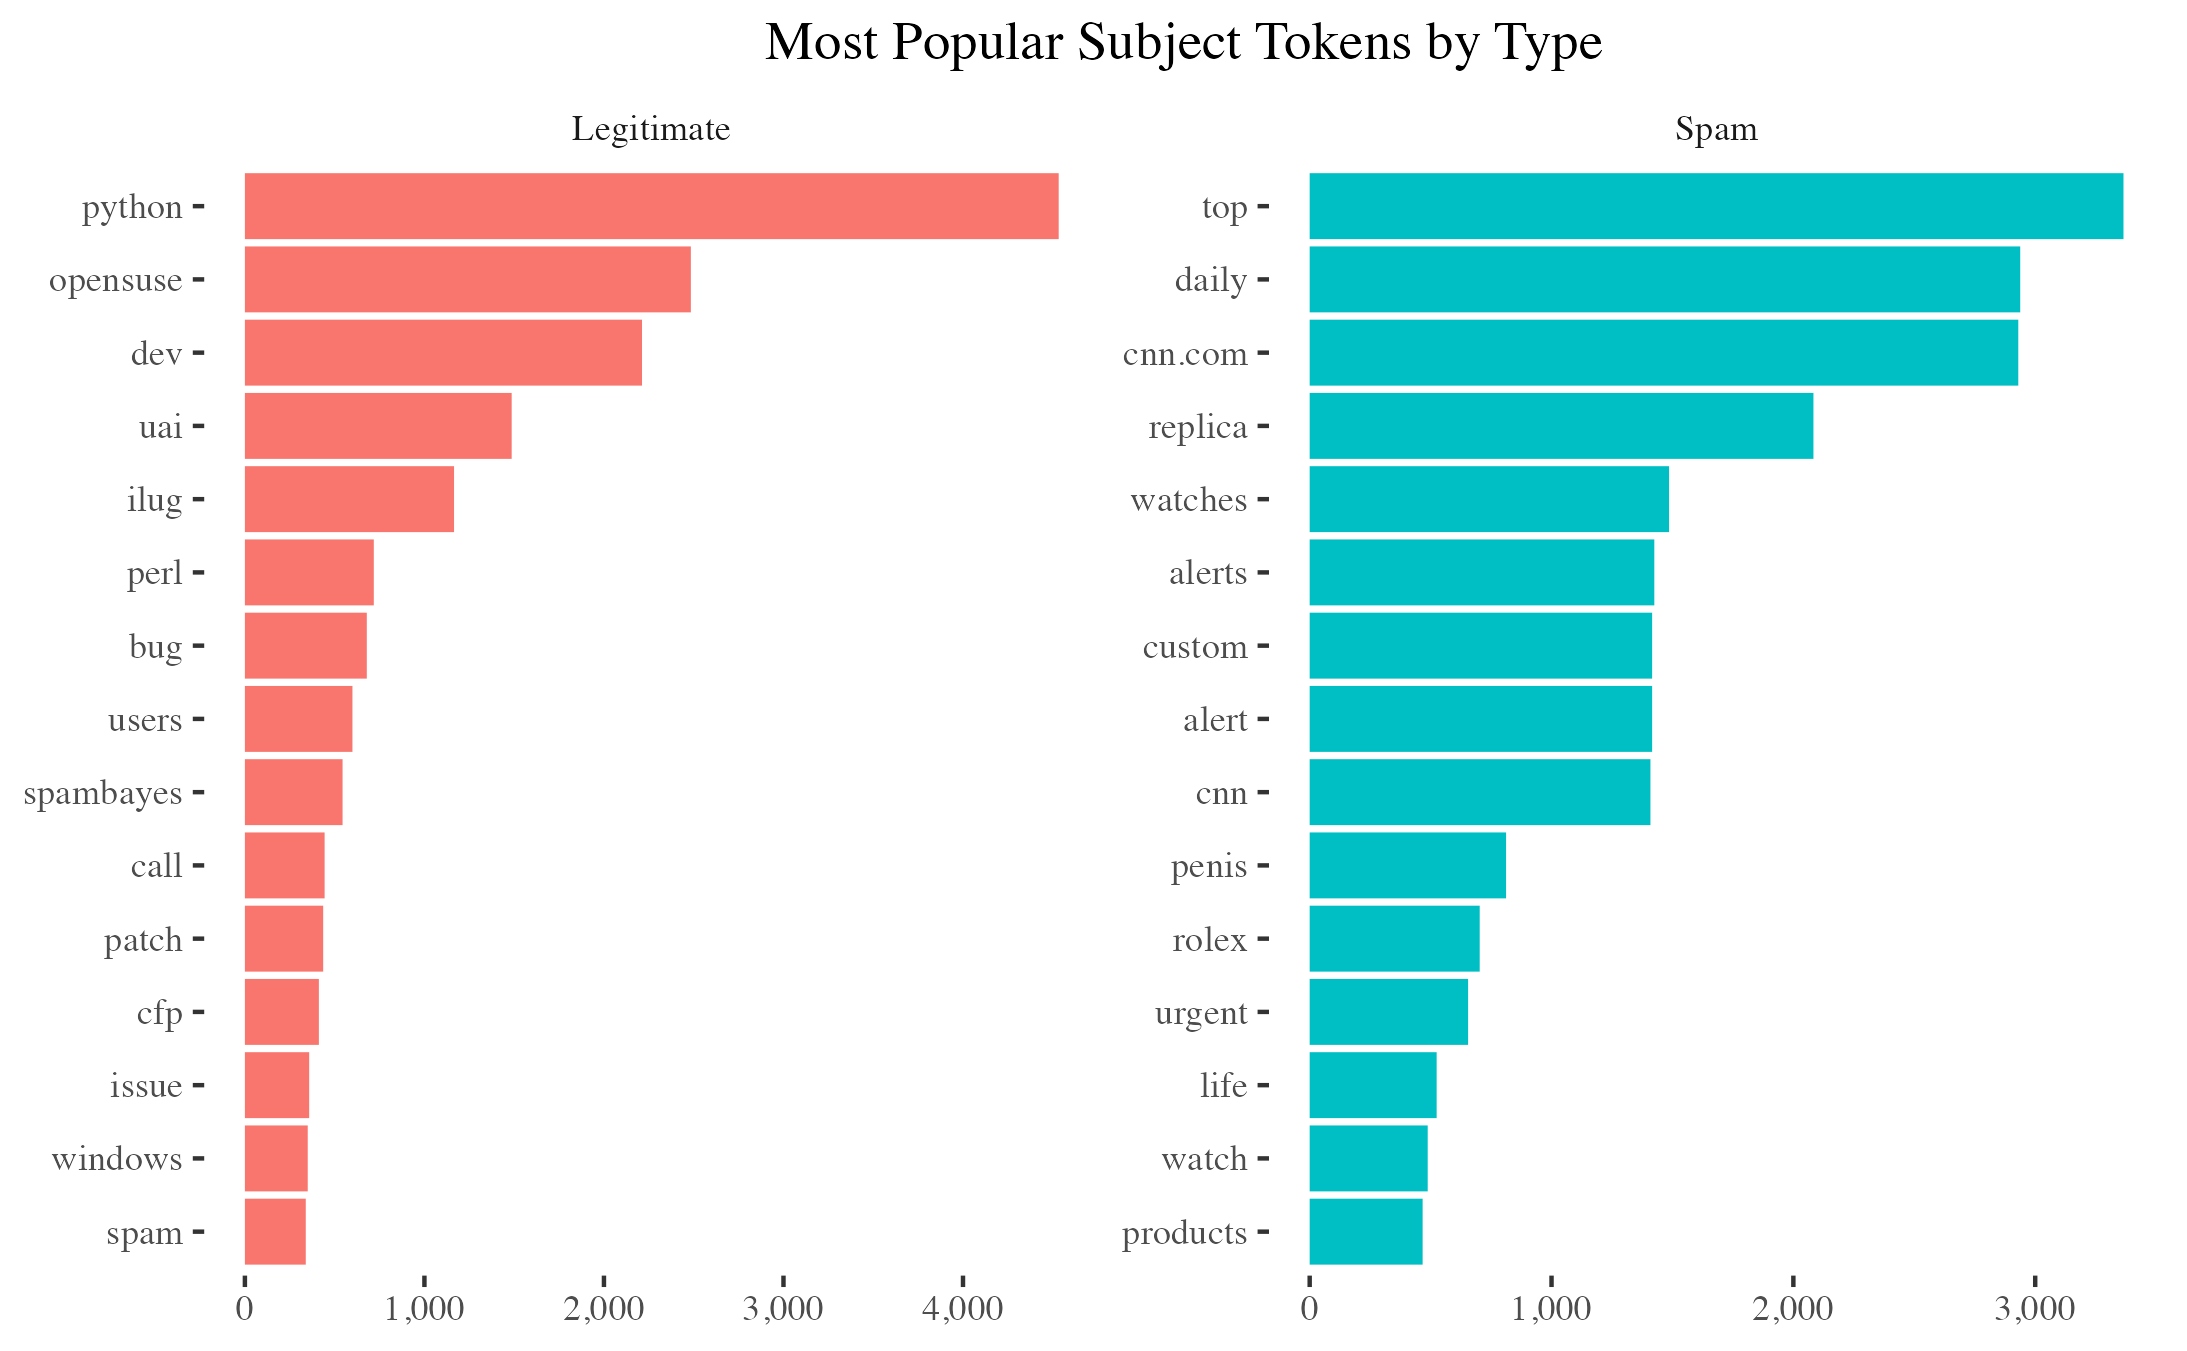 Most Popular Subject Tokens by Type
Legitimate
python
opensuse
dev
uai
ilug
perl
bug
users
spambayes
call
patch
cfp
issue
windows
spam
0 1,000 2,000 3,000 4,000
Spam
top
daily
cnn.com
replica
watches
alerts
custom
alert
cnn
penis
rolex
urgent
life
watch
products
0 1,000 2,000 3,000